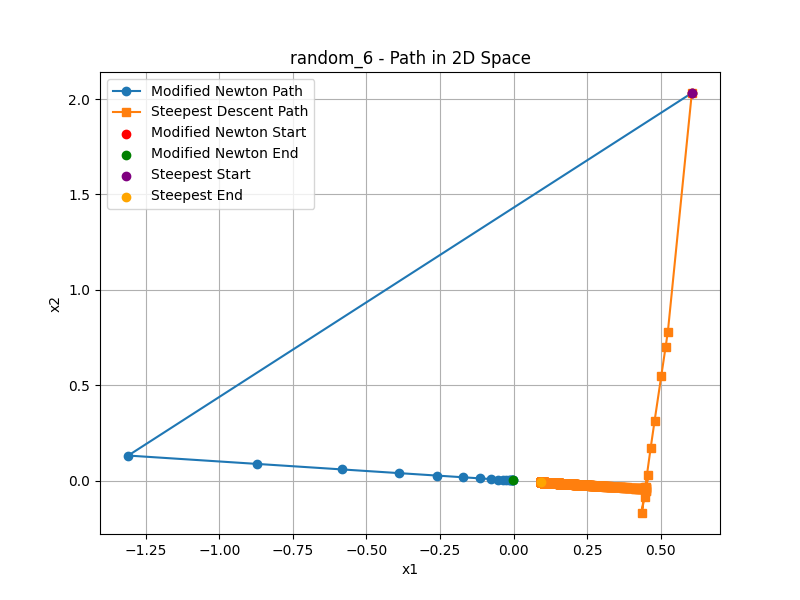 random_6 - Path in 2D Space
Modified Newton Path
Steepest Descent Path
Modified Newton Start
Modified Newton End
Steepest Start
Steepest End
2.0
1.5
1.0
0.5
0.0
x2
−1.25 −1.00 −0.75 −0.50 −0.25 0.00 0.25 0.50
x1